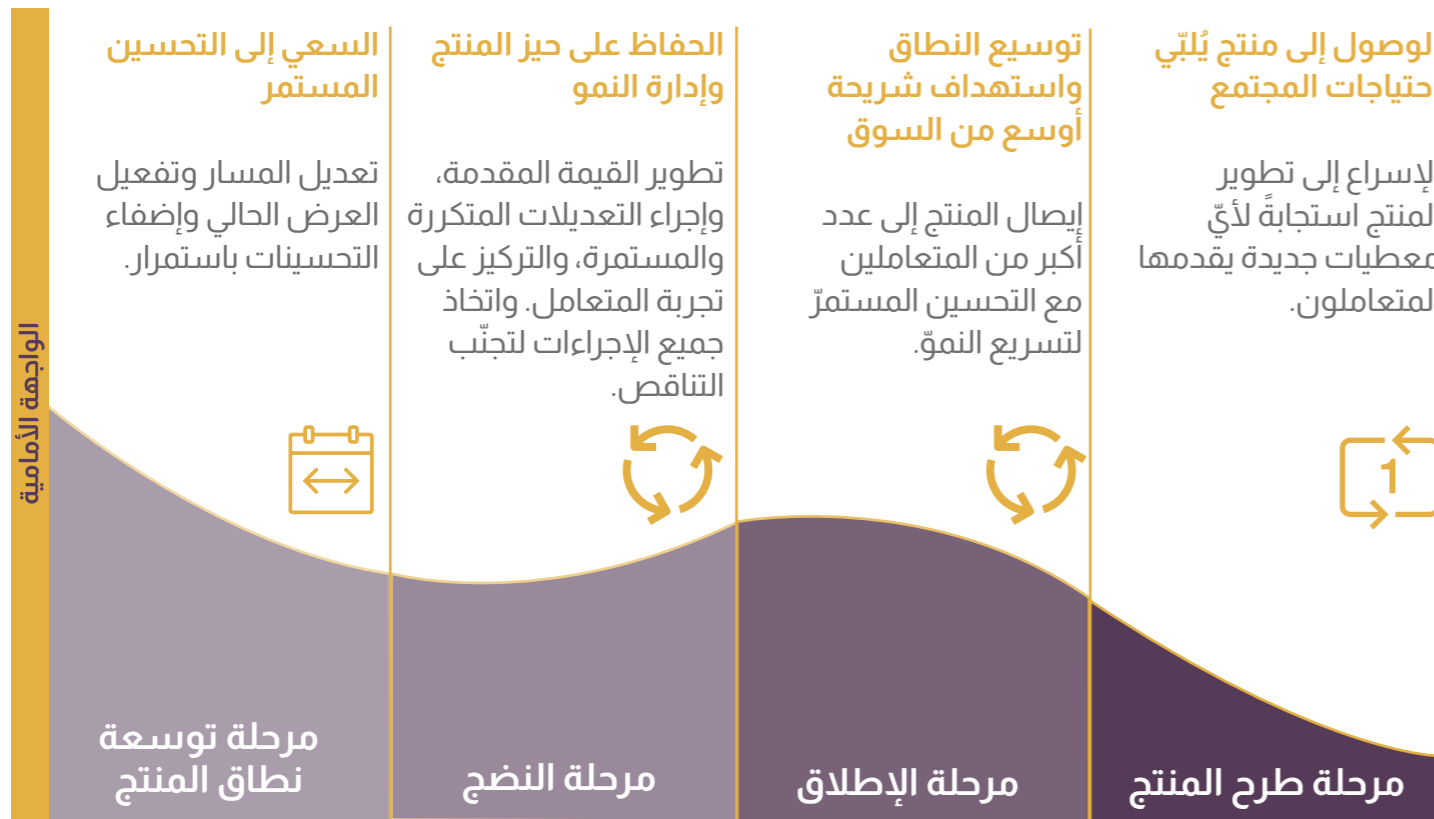 لوصول إلى منتج يُلبّي
حتياجات المجتمع
لإسراع إلى تطوير
لمنتج استجابةً لأيّ
معطيات جديدة يقدمها
لمتعاملون.
1
مرحلة طرح المنتج
توسيع النطاق
واستهداف شريحة
أوسع من السوق
إيصال المنتج إلى عدد
أكبر من المتعاملين
مع التحسين المستمرّ
لتسريع النموّ.
مرحلة الإطلاق
الحفاظ على حيز المنتج
وإدارة النمو
تطوير القيمة المقدمة،
وإجراء التعديلات المتكررة
والمستمرة، والتركيز على
تجربة المتعامل. واتخاذ
جميع الإجراءات لتجنّب
التناقص.
مرحلة النضج
السعي إلى التحسين
المستمر
تعديل المسار وتفعيل
العرض الحالي وإضفاء
التحسينات باستمرار.
مرحلة توسعة
نطاق المنتج
الواجهة الأمامية